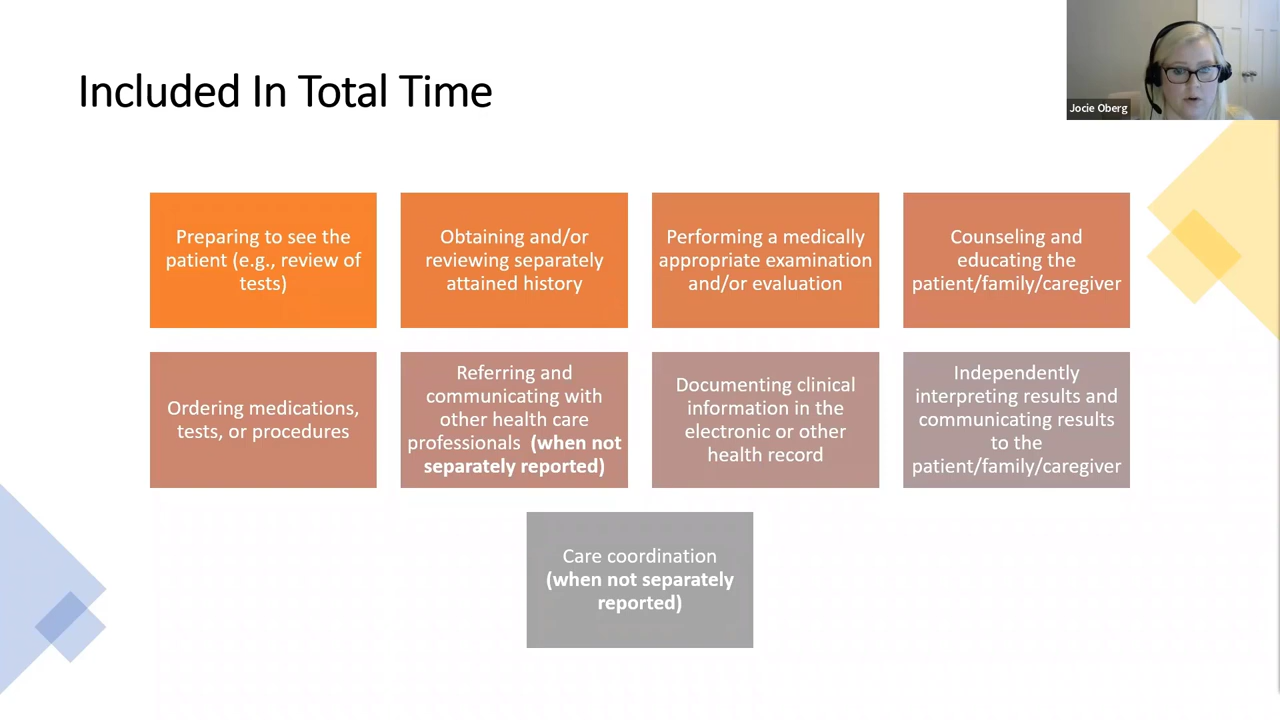 Included In Total Time
Jocie Oberg
Preparing to see the
patient (e.g., review of
tests)
Obtaining and/or
reviewing separately
attained history
Performing a medically
appropriate examination
and/or evaluation
Counseling and
educating the
patient/family/caregiver
Ordering medications,
tests, or procedures
Referring and
communicating with
other health care
professionals (when not
separately reported)
Documenting clinical
information in the
electronic or other
health record
Independently
interpreting results and
communicating results
to the
patient/family/caregiver
Care coordination
(when not separately
reported)